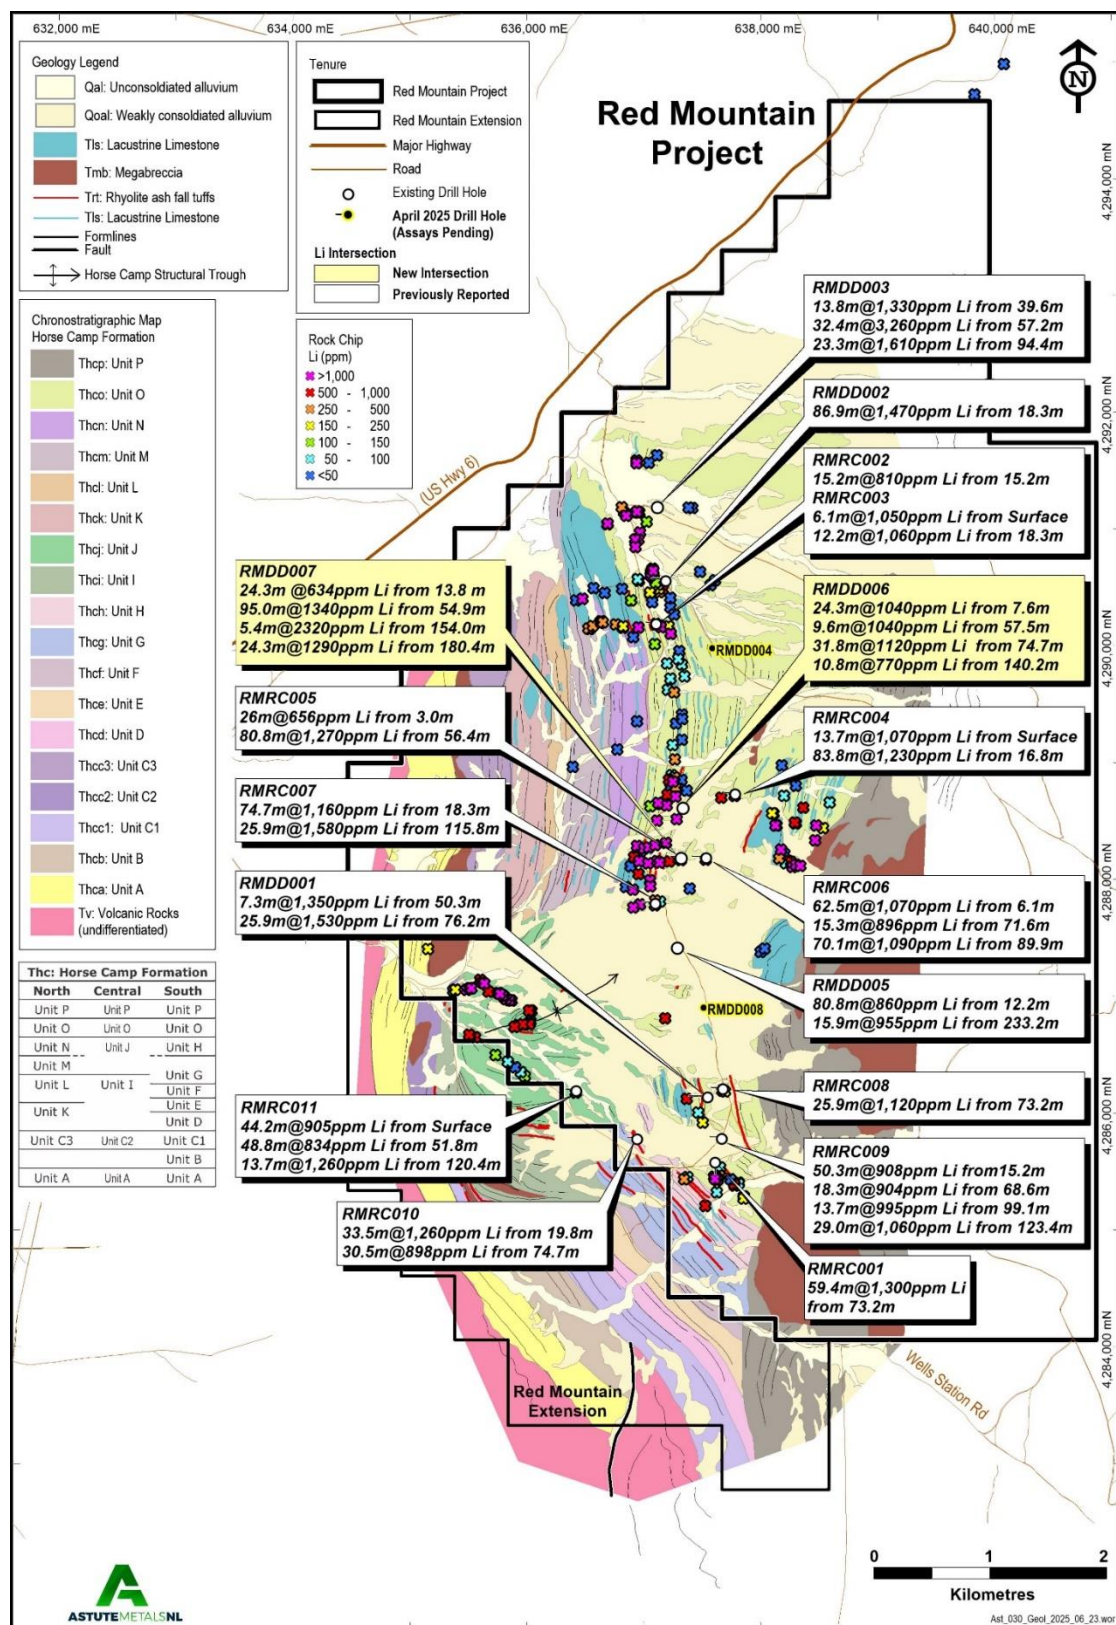 632,000 mE
634,000 mE
636,000 mE
638,000 mE
640,000 mE
Geology Legend
Qal: Unconsoldiated alluvium
Qoal: Weakly consoldiated alluvium
Tls: Lacustrine Limestone
Tmb: Megabreccia
Trt: Rhyolite ash fall tuffs
Tls: Lacustrine Limestone
Formlines
Fault
Horse Camp Structural Trough
Tenure
Red Mountain Project
Red Mountain Extension
Major Highway
Road
Existing Drill Hole
April 2025 Drill Hole
(Assays Pending)
Li Intersection
New Intersection
Previously Reported
Red Mountain
Project
N
4,294,000 mN
4,292,000 mN
4,290,000 mN
4,288,000 mN
4,286,000 mN
4,284,000 mN
Chronostratigraphic Map
Horse Camp Formation
Thcp: Unit P
Thco: Unit O
Thcn: Unit N
Thcm: Unit M
Thcl: Unit L
Thck: Unit K
Thcj: Unit J
Thci: Unit I
Thch: Unit H
Thcg: Unit G
Thcf: Unit F
Thce: Unit E
Thcd: Unit D
Thcc3: Unit C3
Thcc2: Unit C2
Thcc1: Unit C1
Thcb: Unit B
Thca: Unit A
Tv: Volcanic Rocks
(undifferentiated)
Rock Chip
Li (ppm)
>1,000
500 - 1,000
250 - 500
150 - 250
100 - 150
50 - 100
<50
(US Hwy 6)
RMDD003
13.8m@1,330ppm Li from 39.6m
32.4m@3,260ppm Li from 57.2m
23.3m@1,610ppm Li from 94.4m
RMDD002
86.9m@1,470ppm Li from 18.3m
RMRC002
15.2m@810ppm Li from 15.2m
RMRC003
6.1m@1,050ppm Li from Surface
12.2m@1,060ppm Li from 18.3m
RMDD007
24.3m @634ppm Li from 13.8 m
95.0m@1340ppm Li from 54.9m
5.4m@2320ppm Li from 154.0m
24.3m@1290ppm Li from 180.4m
RMDD006
24.3m@1040ppm Li from 7.6m
9.6m@1040ppm Li from 57.5m
31.8m@1120ppm Li from 74.7m
10.8m@770ppm Li from 140.2m
RMDD004
RMRC005
26m@656ppm Li from 3.0m
80.8m@1,270ppm Li from 56.4m
RMRC004
13.7m@1,070ppm Li from Surface
83.8m@1,230ppm Li from 16.8m
RMRC007
74.7m@1,160ppm Li from 18.3m
25.9m@1,580ppm Li from 115.8m
RMDD001
7.3m@1,350ppm Li from 50.3m
25.9m@1,530ppm Li from 76.2m
RMRC006
62.5m@1,070ppm Li from 6.1m
15.3m@896ppm Li from 71.6m
70.1m@1,090ppm Li from 89.9m
RMDD005
80.8m@860ppm Li from 12.2m
15.9m@955ppm Li from 233.2m
RMDD008
Thc: Horse Camp Formation
North Central South
Unit P Unit P Unit P
Unit O Unit O Unit O
Unit N Unit J Unit H
Unit M Unit G
Unit L Unit I Unit F
Unit K Unit E
Unit D
Unit C3 Unit C2 Unit C1
Unit B
Unit A Unit A Unit A
RMRC008
25.9m@1,120ppm Li from 73.2m
RMRC011
44.2m@905ppm Li from Surface
48.8m@834ppm Li from 51.8m
13.7m@1,260ppm Li from 120.4m
RMRC009
50.3m@908ppm Li from15.2m
18.3m@904ppm Li from 68.6m
13.7m@995ppm Li from 99.1m
29.0m@1,060ppm Li from 123.4m
RMRC010
33.5m@1,260ppm Li from 19.8m
30.5m@898ppm Li from 74.7m
RMRC001
59.4m@1,300ppm Li
from 73.2m
Wells Station Rd
Red Mountain
Extension
0 1 2
Kilometres
ASTUTEMETALSNL
Ast_030_Geol_2025_06_23.wor